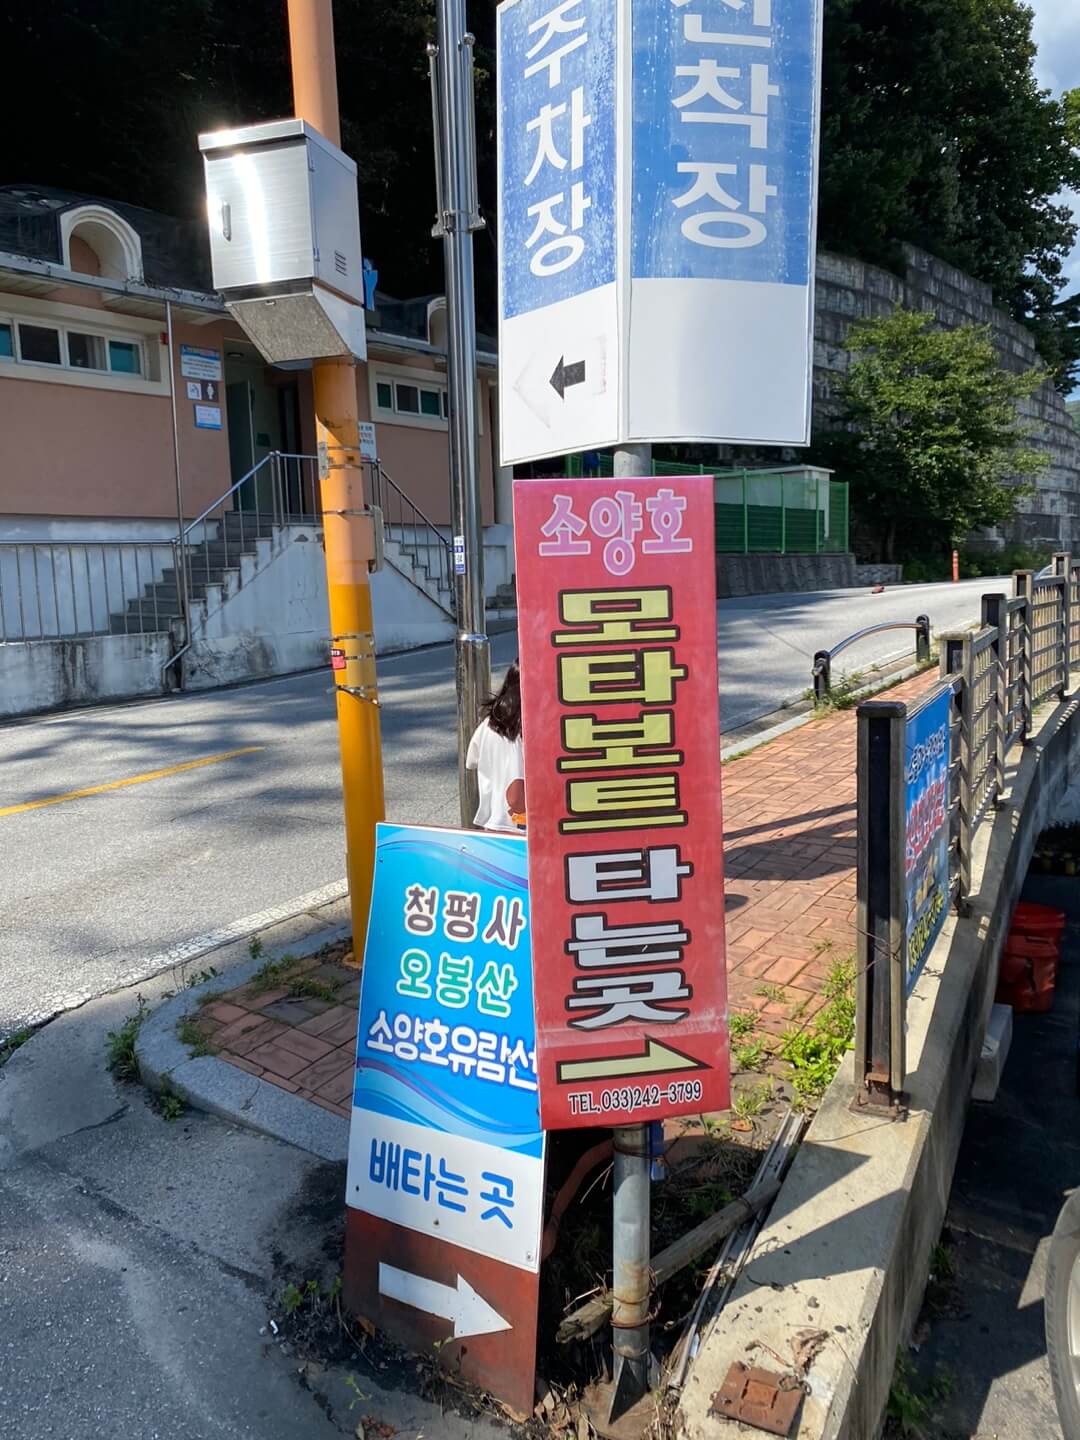 주차장
선착장
소양호
모타보트 타는곳
TEL.033)242-3799
청평사
오봉산
소양호유람선
배타는 곳